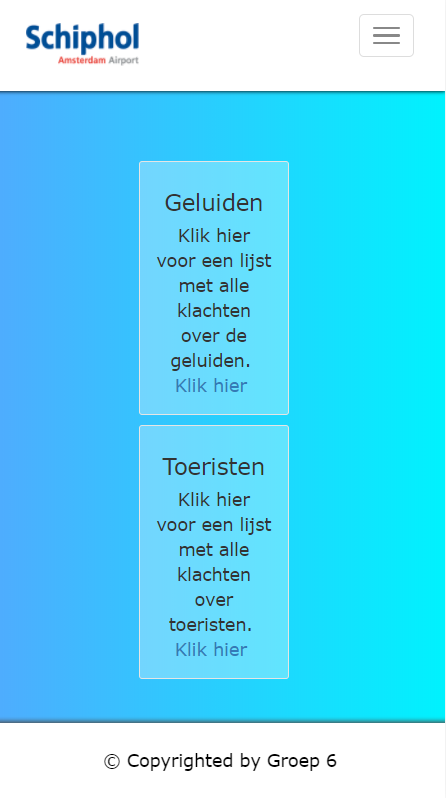 Schiphol
Amsterdam Airport
Geluiden
Klik hier
voor een lijst
met alle
klachten
over de
geluiden.
Klik hier
Toeristen
Klik hier
voor een lijst
met alle
klachten
over
toeristen.
Klik hier
© Copyrighted by Groep 6